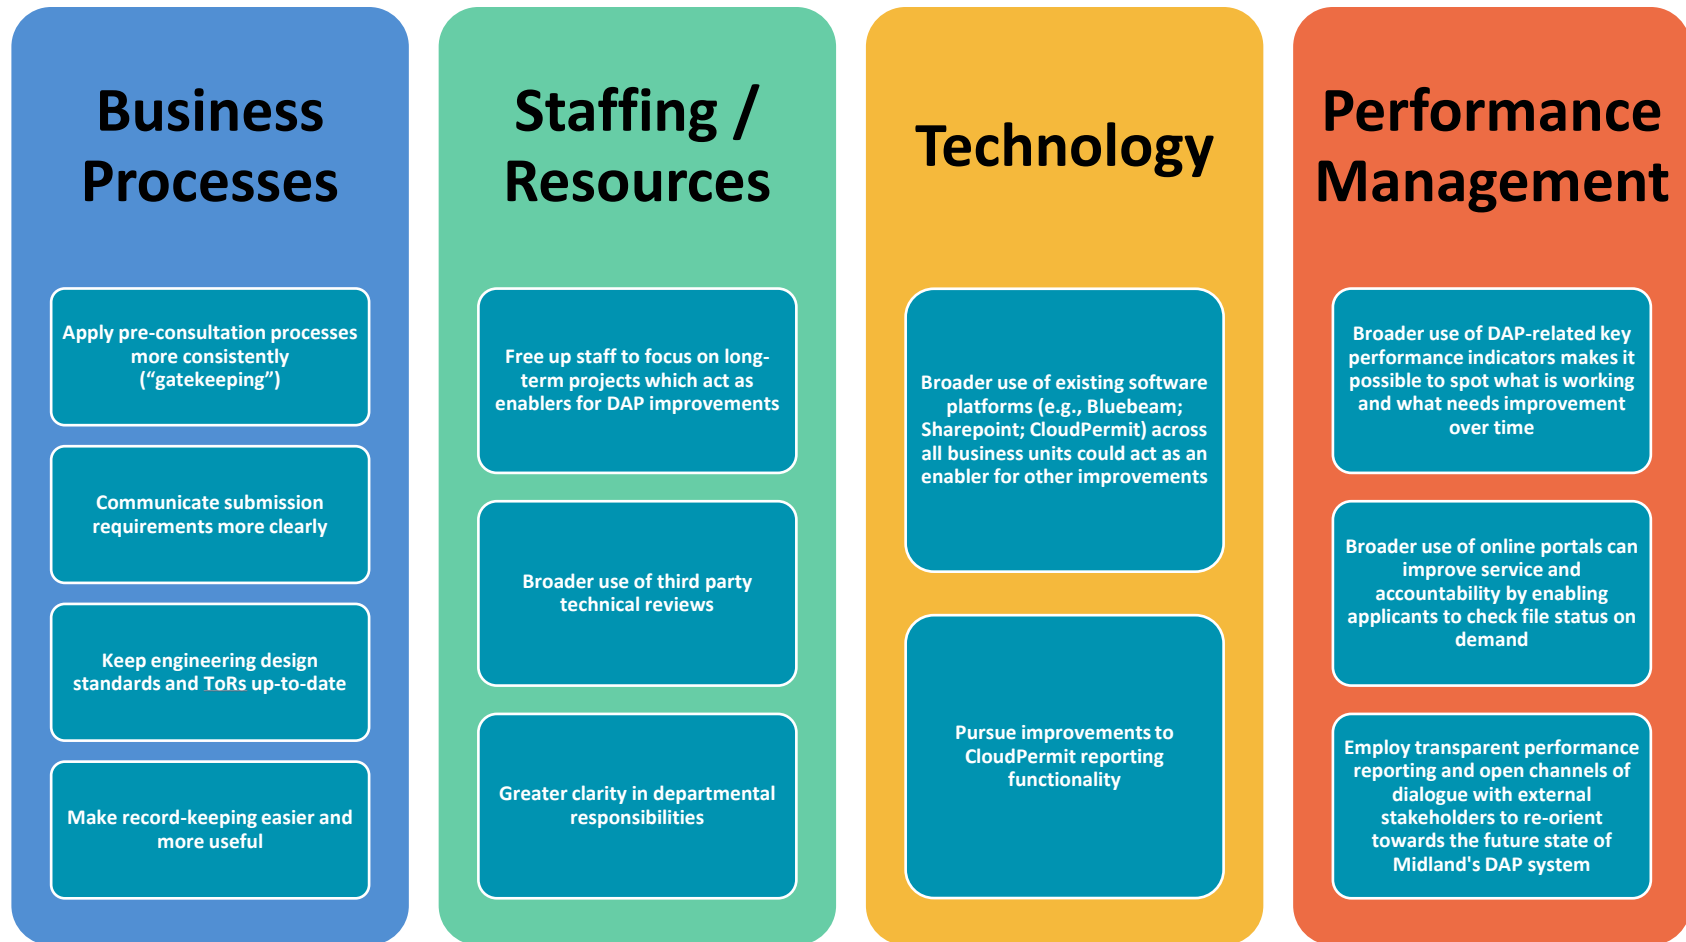 Business
Processes
Apply pre-consultation processes
more consistently
(“gatekeeping”)
Communicate submission
requirements more clearly
Keep engineering design
standards and ToRs up-to-date
Make record-keeping easier and
more useful
Staffing /
Resources
Free up staff to focus on long-
term projects which act as
enablers for DAP improvements
Broader use of third party
technical reviews
Greater clarity in departmental
responsibilities
Technology
Broader use of existing software
platforms (e.g., Bluebeam;
Sharepoint; CloudPermit) across
all business units could act as an
enabler for other improvements
Pursue improvements to
CloudPermit reporting
functionality
Performance
Management
Broader use of DAP-related key
performance indicators makes it
possible to spot what is working
and what needs improvement
over time
Broader use of online portals can
improve service and
accountability by enabling
applicants to check file status on
demand
Employ transparent performance
reporting and open channels of
dialogue with external
stakeholders to re-orient
towards the future state of
Midland's DAP system